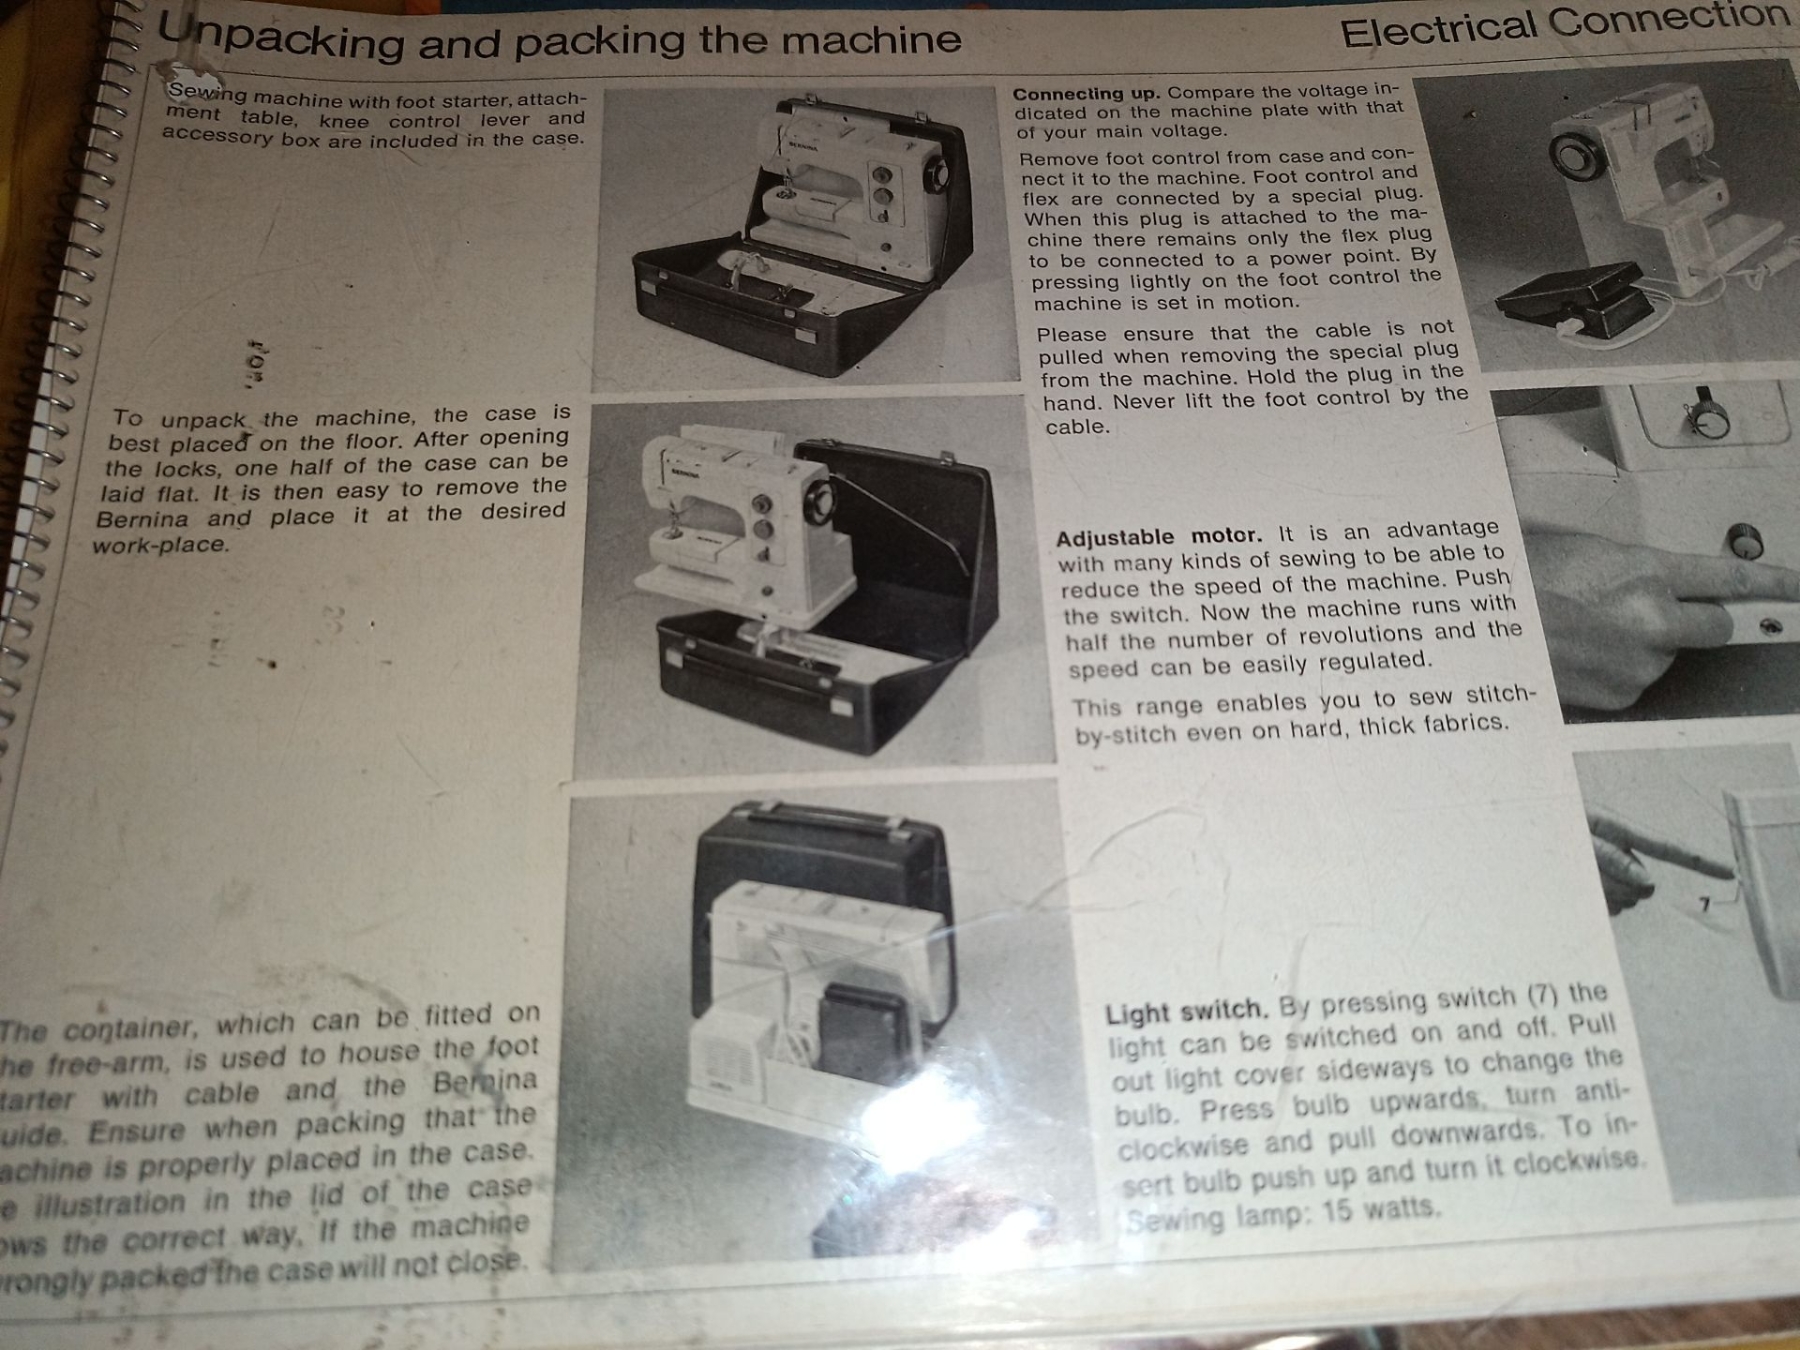 Unpacking and packing the machine
Sewing machine with foot starter, attach-
ment table, knee control lever and
accessory box are included in the case.
To unpack the machine, the case is
best placed on the floor. After opening
the locks, one half of the case can be
laid flat. It is then easy to remove the
Bernina and place it at the desired
work-place.
The container, which can be fitted on
he free-arm, is used to house the foot
tarter with cable and the Bernina
uide. Ensure when packing that the
achine is properly placed in the case.
e illustration in the lid of the case
ows the correct way. If the machine
wrongly packed the case will not close.
Electrical Connection
Connecting up. Compare the voltage in-
dicated on the machine plate with that
of your main voltage.
Remove foot control from case and con-
nect it to the machine. Foot control and
flex are connected by a special plug.
When this plug is attached to the ma-
chine there remains only the flex plug
to be connected to a power point. By
pressing lightly on the foot control the
machine is set in motion.
Please ensure that the cable is not
pulled when removing the special plug
from the machine. Hold the plug in the
hand. Never lift the foot control by the
cable.
Adjustable motor. It is an advantage
with many kinds of sewing to be able to
reduce the speed of the machine. Push
the switch. Now the machine runs with
half the number of revolutions and the
speed can be easily regulated.
This range enables you to sew stitch-
by-stitch even on hard, thick fabrics.
7
Light switch. By pressing switch (7) the
light can be switched on and off. Pull
out light cover sideways to change the
bulb. Press bulb upwards, turn anti-
clockwise and pull downwards. To in-
sert bulb push up and turn it clockwise.
Sewing lamp: 15 watts.
BERNINA
BERNINA